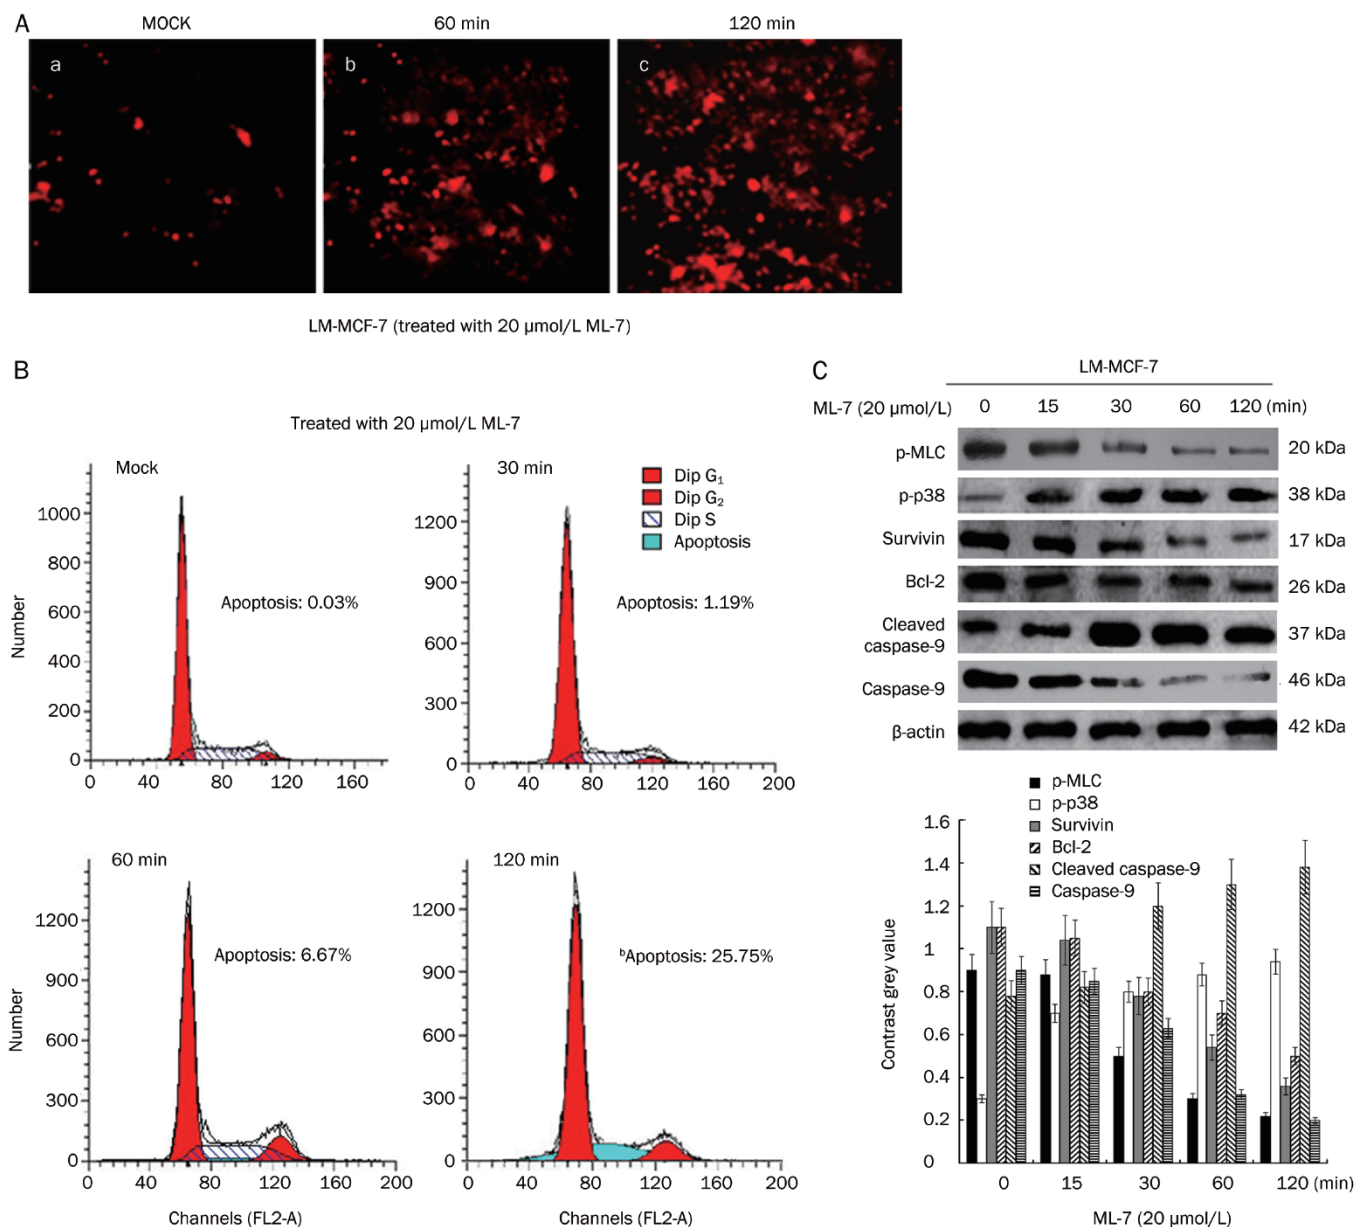 A
MOCK 60 min 120 min
a b c
LM-MCF-7 (treated with 20 µmol/L ML-7)
B
Treated with 20 µmol/L ML-7
Mock
Number
1000
800
600
400
200
0
Apoptosis: 0.03%
0 40 80 120 160
30 min
1200
900
600
300
0
Dip G₁
Dip G₂
Dip S
Apoptosis
Apoptosis: 1.19%
0 40 80 120 160 200
60 min
Number
1200
900
600
300
0
Apoptosis: 6.67%
0 40 80 120 160 200
Channels (FL2-A)
120 min
1200
900
600
300
0
ᵇApoptosis: 25.75%
0 40 80 120 160 200
Channels (FL2-A)
C
LM-MCF-7
ML-7 (20 µmol/L) 0 15 30 60 120 (min)
p-MLC 20 kDa
p-p38 38 kDa
Survivin 17 kDa
Bcl-2 26 kDa
Cleaved
caspase-9 37 kDa
Caspase-9 46 kDa
β-actin 42 kDa
p-MLC
p-p38
Survivin
Bcl-2
Cleaved caspase-9
Caspase-9
Contrast grey value
1.6
1.4
1.2
1
0.8
0.6
0.4
0.2
0
0 15 30 60 120 (min)
ML-7 (20 µmol/L)